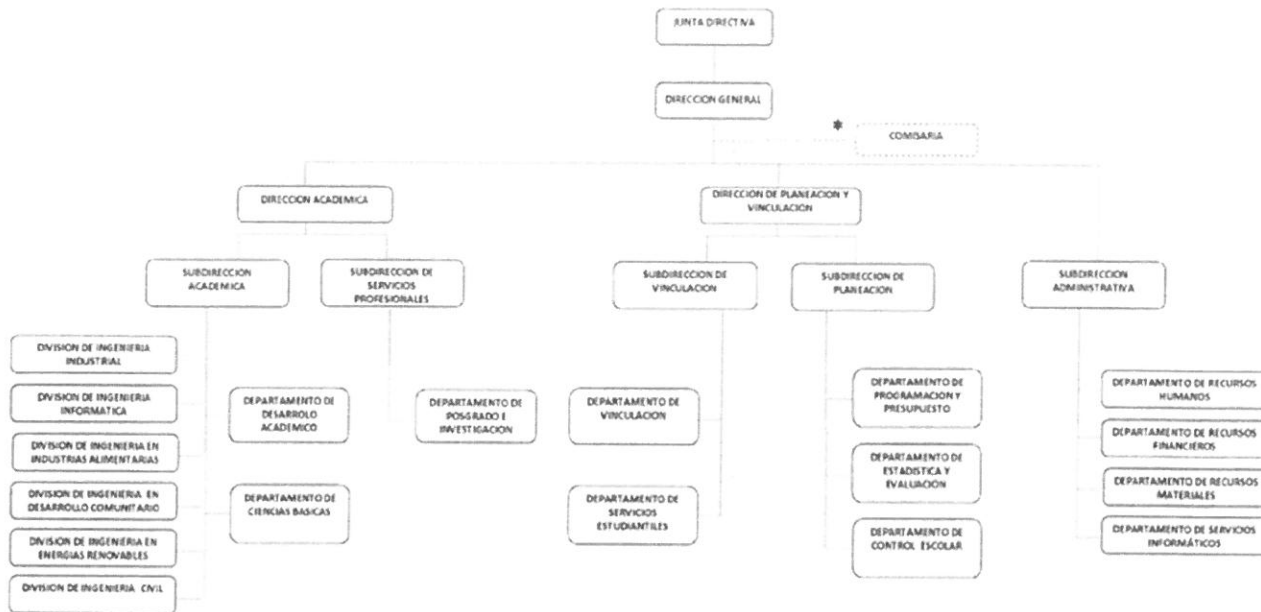 JUNTA DIRECTIVA
DIRECCION GENERAL
*
COMISARIA
DIRECCION ACADEMICA
DIRECCION DE PLANEACION Y
VINCULACION
SUBDIRECCION
ACADEMICA
SUBDIRECCION DE
SERVICIOS
PROFESIONALES
SUBDIRECCION DE
VINCULACION
SUBDIRECCION DE
PLANEACION
SUBDIRECCION
ADMINISTRATIVA
DIVISION DE INGENIERIA
INDUSTRIAL
DIVISION DE INGENIERIA
INFORMATICA
DIVISION DE INGENIERIA EN
INDUSTRIAS ALIMENTARIAS
DIVISION DE INGENIERIA EN
DESARROLLO COMUNITARIO
DIVISION DE INGENIERIA EN
ENERGIAS RENOVABLES
DIVISION DE INGENIERIA CIVIL
DEPARTAMENTO DE
DESARROLO
ACADEMICO
DEPARTAMENTO DE
CIENCIAS BASICAS
DEPARTAMENTO DE
POSGRADO E
INVESTIGACION
DEPARTAMENTO DE
VINCULACION
DEPARTAMENTO DE
SERVICIOS
ESTUDIANTILES
DEPARTAMENTO DE
PROGRAMACION Y
PRESUPUESTO
DEPARTAMENTO DE
ESTADISTICA Y
EVALUACION
DEPARTAMENTO DE
CONTROL ESCOLAR
DEPARTAMENTO DE RECURSOS
HUMANOS
DEPARTAMENTO DE RECURSOS
FINANCIEROS
DEPARTAMENTO DE RECURSOS
MATERIALES
DEPARTAMENTO DE SERVICIOS
INFORMÁTICOS